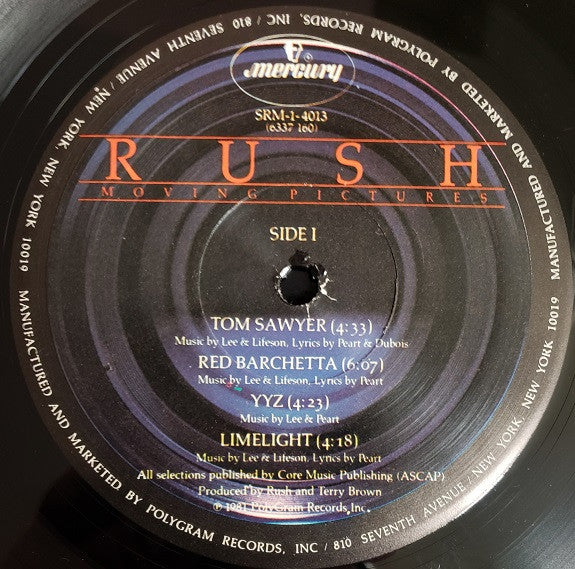 mercury
SRM-1-4013
(6337 160)
RUSH
MOVING PICTURES
SIDE 1
TOM SAWYER (4:33)
Music by Lee & Lifeson, Lyrics by Peart & Dubois
RED BARCHETTA (6:07)
Music by Lee & Lifeson, Lyrics by Peart
YYZ (4:23)
Music by Lee & Peart
LIMELIGHT (4:18)
Music by Lee & Lifeson, Lyrics by Peart
All selections published by Core Music Publishing (ASCAP)
Produced by Rush and Terry Brown
℗ 1981 PolyGram Records, Inc.
MANUFACTURED AND MARKETED BY POLYGRAM RECORDS, INC / 810 SEVENTH AVENUE / NEW YORK, NEW YORK 10019
MANUFACTURED AND MARKETED BY POLYGRAM RECORDS, INC / 810 SEVENTH AVENUE / NEW YORK, NEW YORK 10019